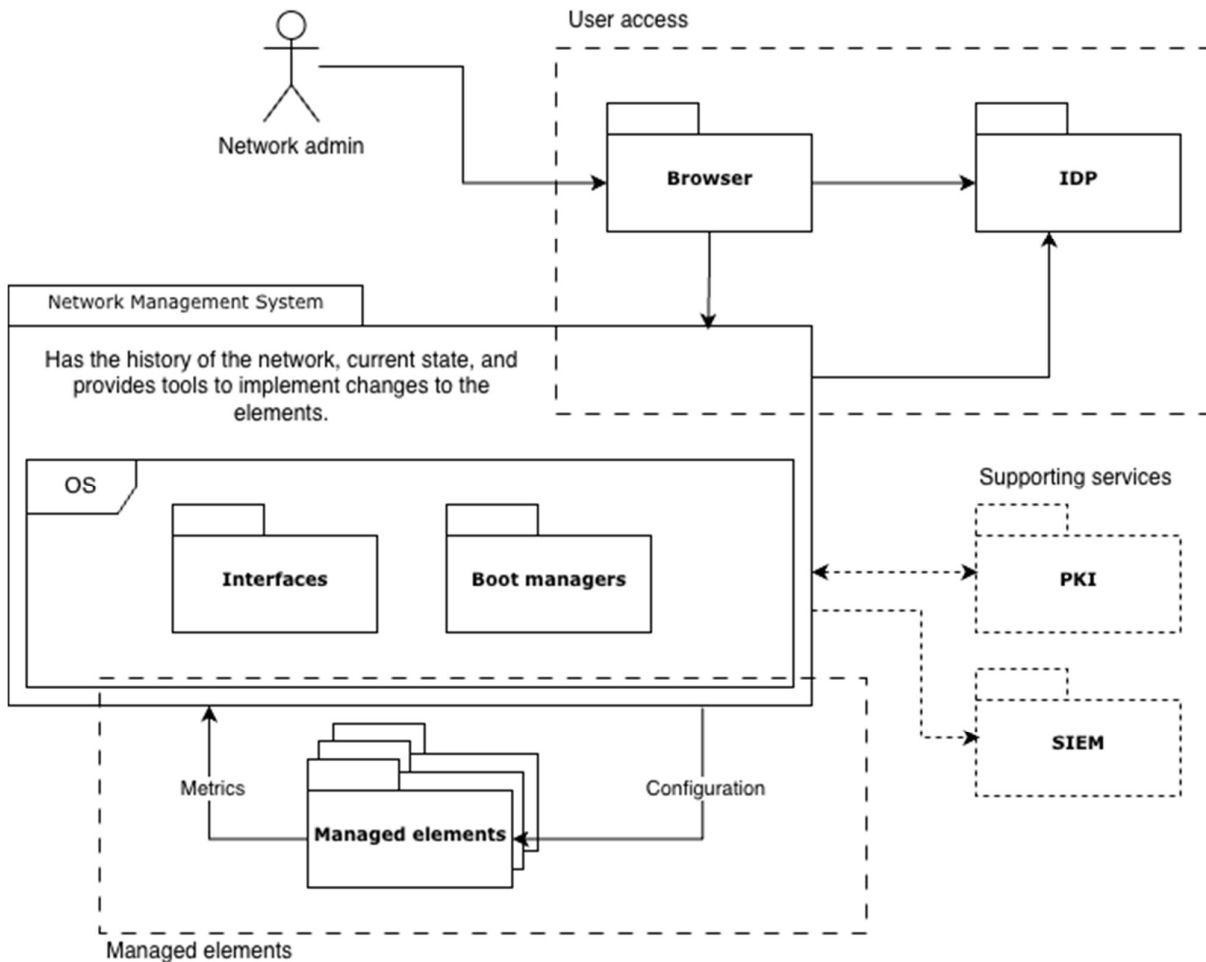 User access
Network admin
Browser
IDP
Network Management System
Has the history of the network, current state, and
provides tools to implement changes to the
elements.
OS
Interfaces
Boot managers
Supporting services
PKI
SIEM
Metrics
Configuration
Managed elements
Managed elements